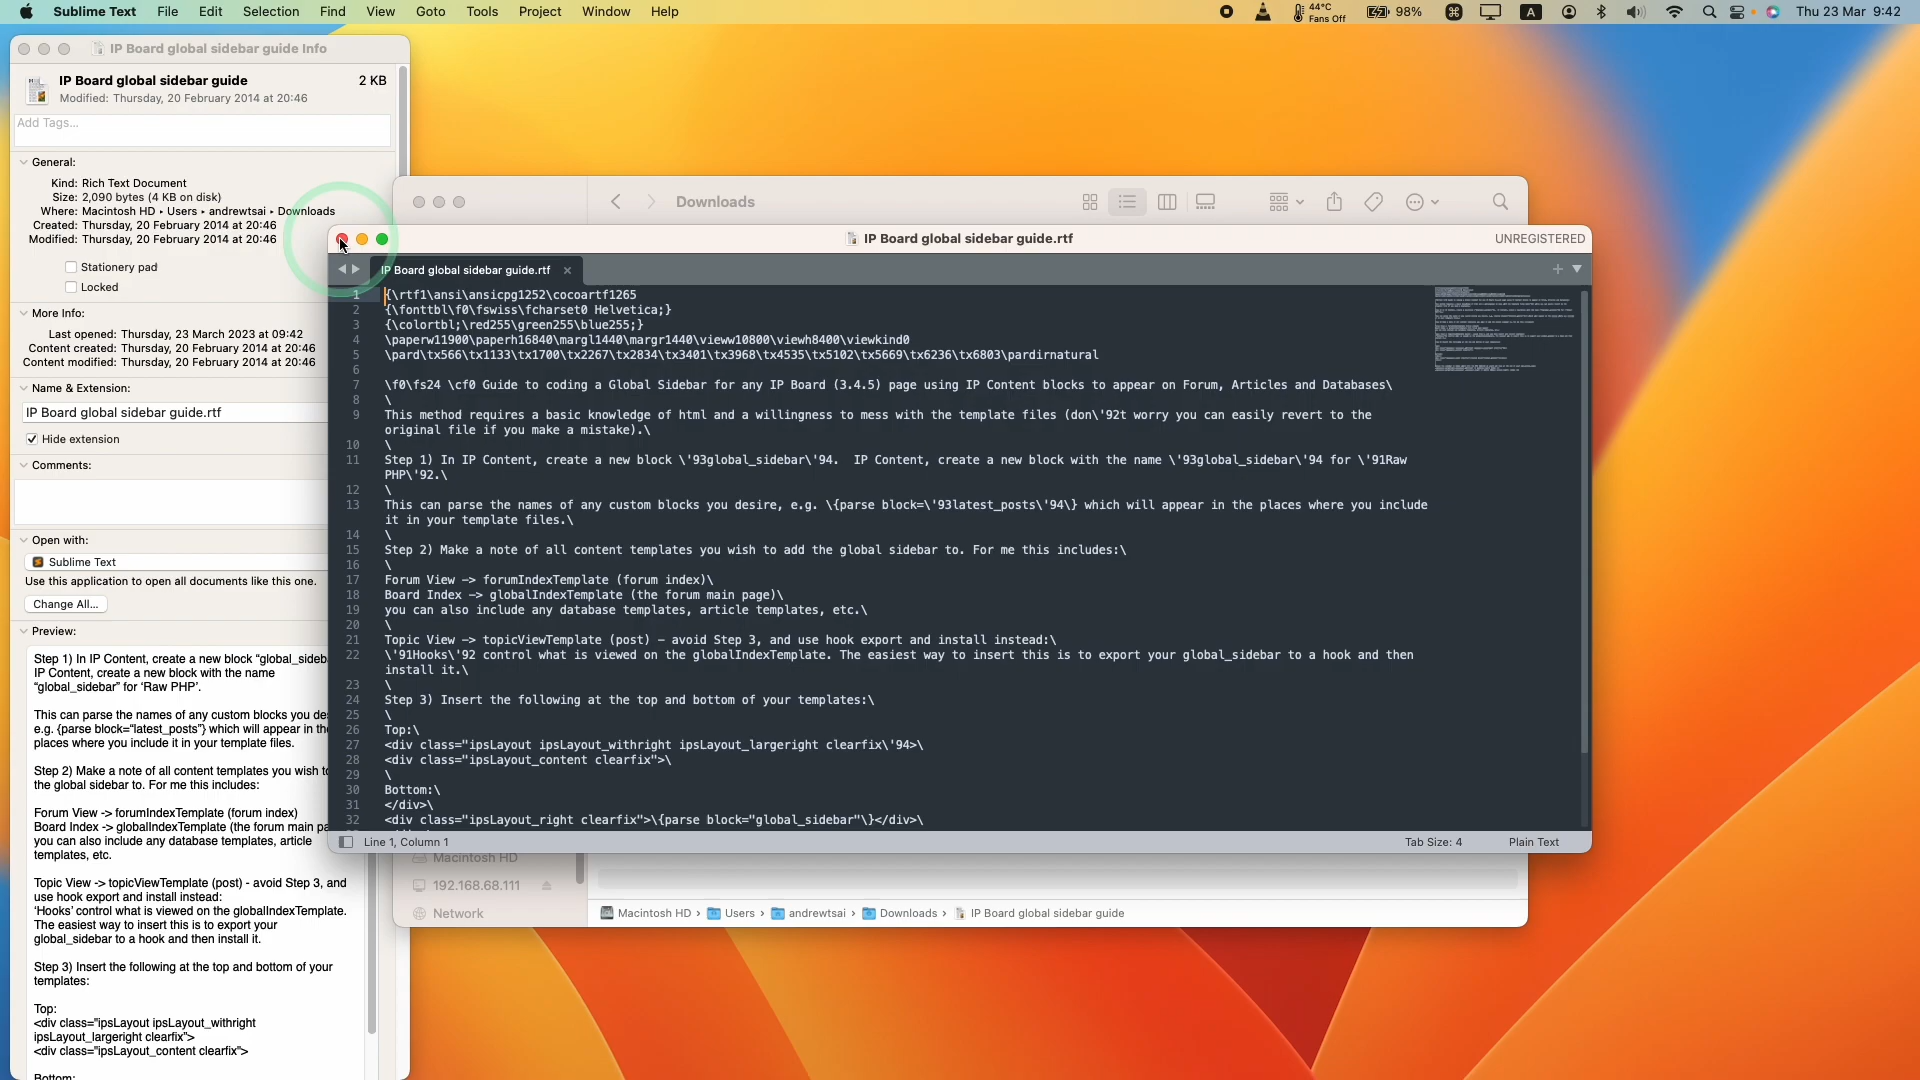 Sublime Text File Edit Selection Find View Goto Tools Project Window Help
44°C
Fans Off
98%
A
Thu 23 Mar 9:42
IP Board global sidebar guide Info
IP Board global sidebar guide 2 KB
Modified: Thursday, 20 February 2014 at 20:46
Add Tags...
General:
Kind: Rich Text Document
Size: 2,090 bytes (4 KB on disk)
Where: Macintosh HD ▸ Users ▸ andrewtsai ▸ Downloads
Created: Thursday, 20 February 2014 at 20:46
Modified: Thursday, 20 February 2014 at 20:46
Stationery pad
Locked
More Info:
Last opened: Thursday, 23 March 2023 at 09:42
Content created: Thursday, 20 February 2014 at 20:46
Content modified: Thursday, 20 February 2014 at 20:46
Name & Extension:
IP Board global sidebar guide.rtf
Hide extension
Comments:
Open with:
Sublime Text
Use this application to open all documents like this one.
Change All...
Preview:
Step 1) In IP Content, create a new block “global_sideb
IP Content, create a new block with the name
“global_sidebar” for ‘Raw PHP’.
This can parse the names of any custom blocks you de
e.g. {parse block=“latest_posts”} which will appear in th
places where you include it in your template files.
Step 2) Make a note of all content templates you wish t
the global sidebar to. For me this includes:
Forum View -> forumIndexTemplate (forum index)
Board Index -> globalIndexTemplate (the forum main pa
you can also include any database templates, article
templates, etc.
Topic View -> topicViewTemplate (post) - avoid Step 3, and
use hook export and install instead:
‘Hooks’ control what is viewed on the globalIndexTemplate.
The easiest way to insert this is to export your
global_sidebar to a hook and then install it.
Step 3) Insert the following at the top and bottom of your
templates:
Top:
<div class="ipsLayout ipsLayout_withright
ipsLayout_largeright clearfix”>
<div class="ipsLayout_content clearfix">
Bottom:
Downloads
IP Board global sidebar guide.rtf
UNREGISTERED
IP Board global sidebar guide.rtf ×
1 {\rtf1\ansi\ansicpg1252\cocoartf1265
2 {\fonttbl\f0\fswiss\fcharset0 Helvetica;}
3 {\colortbl;\red255\green255\blue255;}
4 \paperw11900\paperh16840\margl1440\margr1440\vieww10800\viewh8400\viewkind0
5 \pard\tx566\tx1133\tx1700\tx2267\tx2834\tx3401\tx3968\tx4535\tx5102\tx5669\tx6236\tx6803\pardirnatural
6
7 \f0\fs24 \cf0 Guide to coding a Global Sidebar for any IP Board (3.4.5) page using IP Content blocks to appear on Forum, Articles and Databases\
8 \
9 This method requires a basic knowledge of html and a willingness to mess with the template files (don\'92t worry you can easily revert to the
original file if you make a mistake).\
10 \
11 Step 1) In IP Content, create a new block \'93global_sidebar\'94.  IP Content, create a new block with the name \'93global_sidebar\'94 for \'91Raw
PHP\'92.\
12 \
13 This can parse the names of any custom blocks you desire, e.g. \{parse block=\'93latest_posts\'94\} which will appear in the places where you include
it in your template files.\
14 \
15 Step 2) Make a note of all content templates you wish to add the global sidebar to. For me this includes:\
16 \
17 Forum View -> forumIndexTemplate (forum index)\
18 Board Index -> globalIndexTemplate (the forum main page)\
19 you can also include any database templates, article templates, etc.\
20 \
21 Topic View -> topicViewTemplate (post) - avoid Step 3, and use hook export and install instead:\
22 \'91Hooks\'92 control what is viewed on the globalIndexTemplate. The easiest way to insert this is to export your global_sidebar to a hook and then
install it.\
23 \
24 Step 3) Insert the following at the top and bottom of your templates:\
25 \
26 Top:\
27 <div class="ipsLayout ipsLayout_withright ipsLayout_largeright clearfix\'94>\
28 <div class="ipsLayout_content clearfix">\
29 \
30 Bottom:\
31 </div>\
32 <div class="ipsLayout_right clearfix">\{parse block="global_sidebar"\}</div>\
Line 1, Column 1
Tab Size: 4 Plain Text
Macintosh HD
192.168.68.111
Network
Macintosh HD › Users › andrewtsai › Downloads › IP Board global sidebar guide